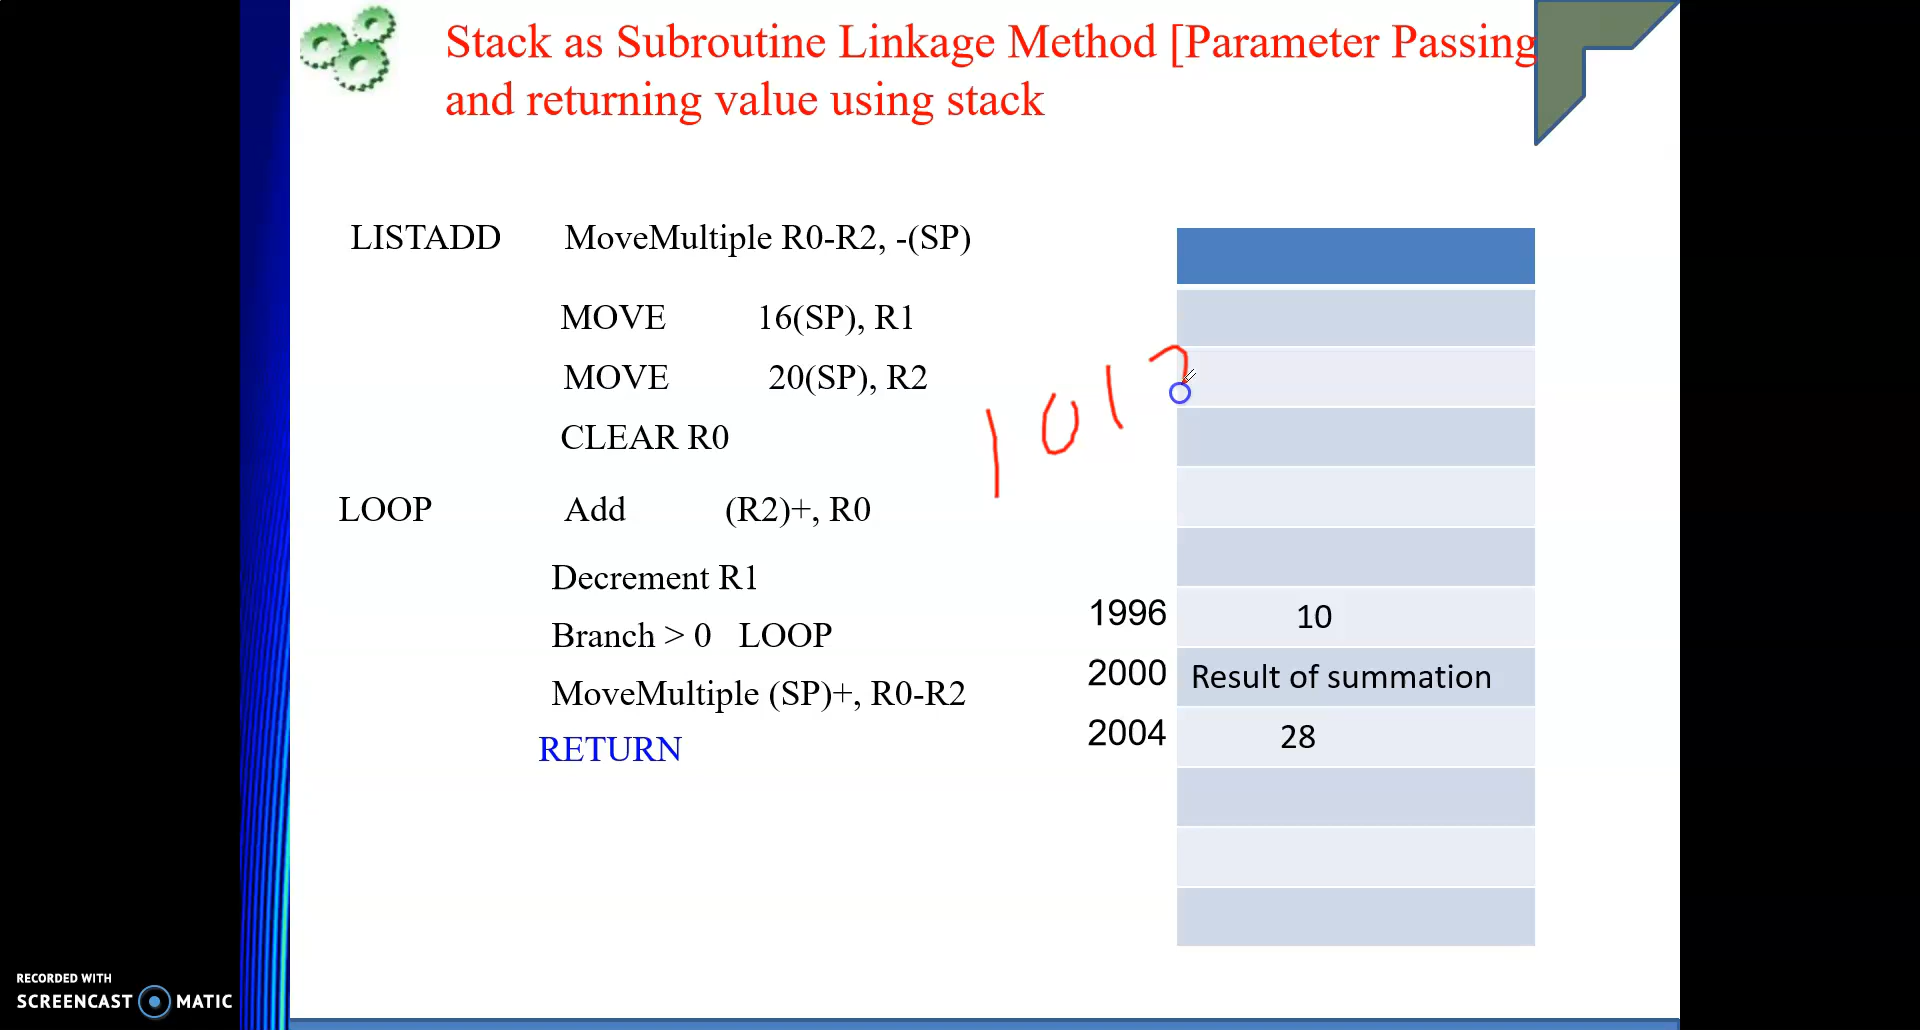 Stack as Subroutine Linkage Method [Parameter Passing
and returning value using stack
LISTADD MoveMultiple R0-R2, -(SP)
MOVE 16(SP), R1
MOVE 20(SP), R2
CLEAR R0
LOOP Add (R2)+, R0
Decrement R1
Branch > 0 LOOP
MoveMultiple (SP)+, R0-R2
RETURN
101
1996 10
2000 Result of summation
2004 28
RECORDED WITH
SCREENCAST MATIC